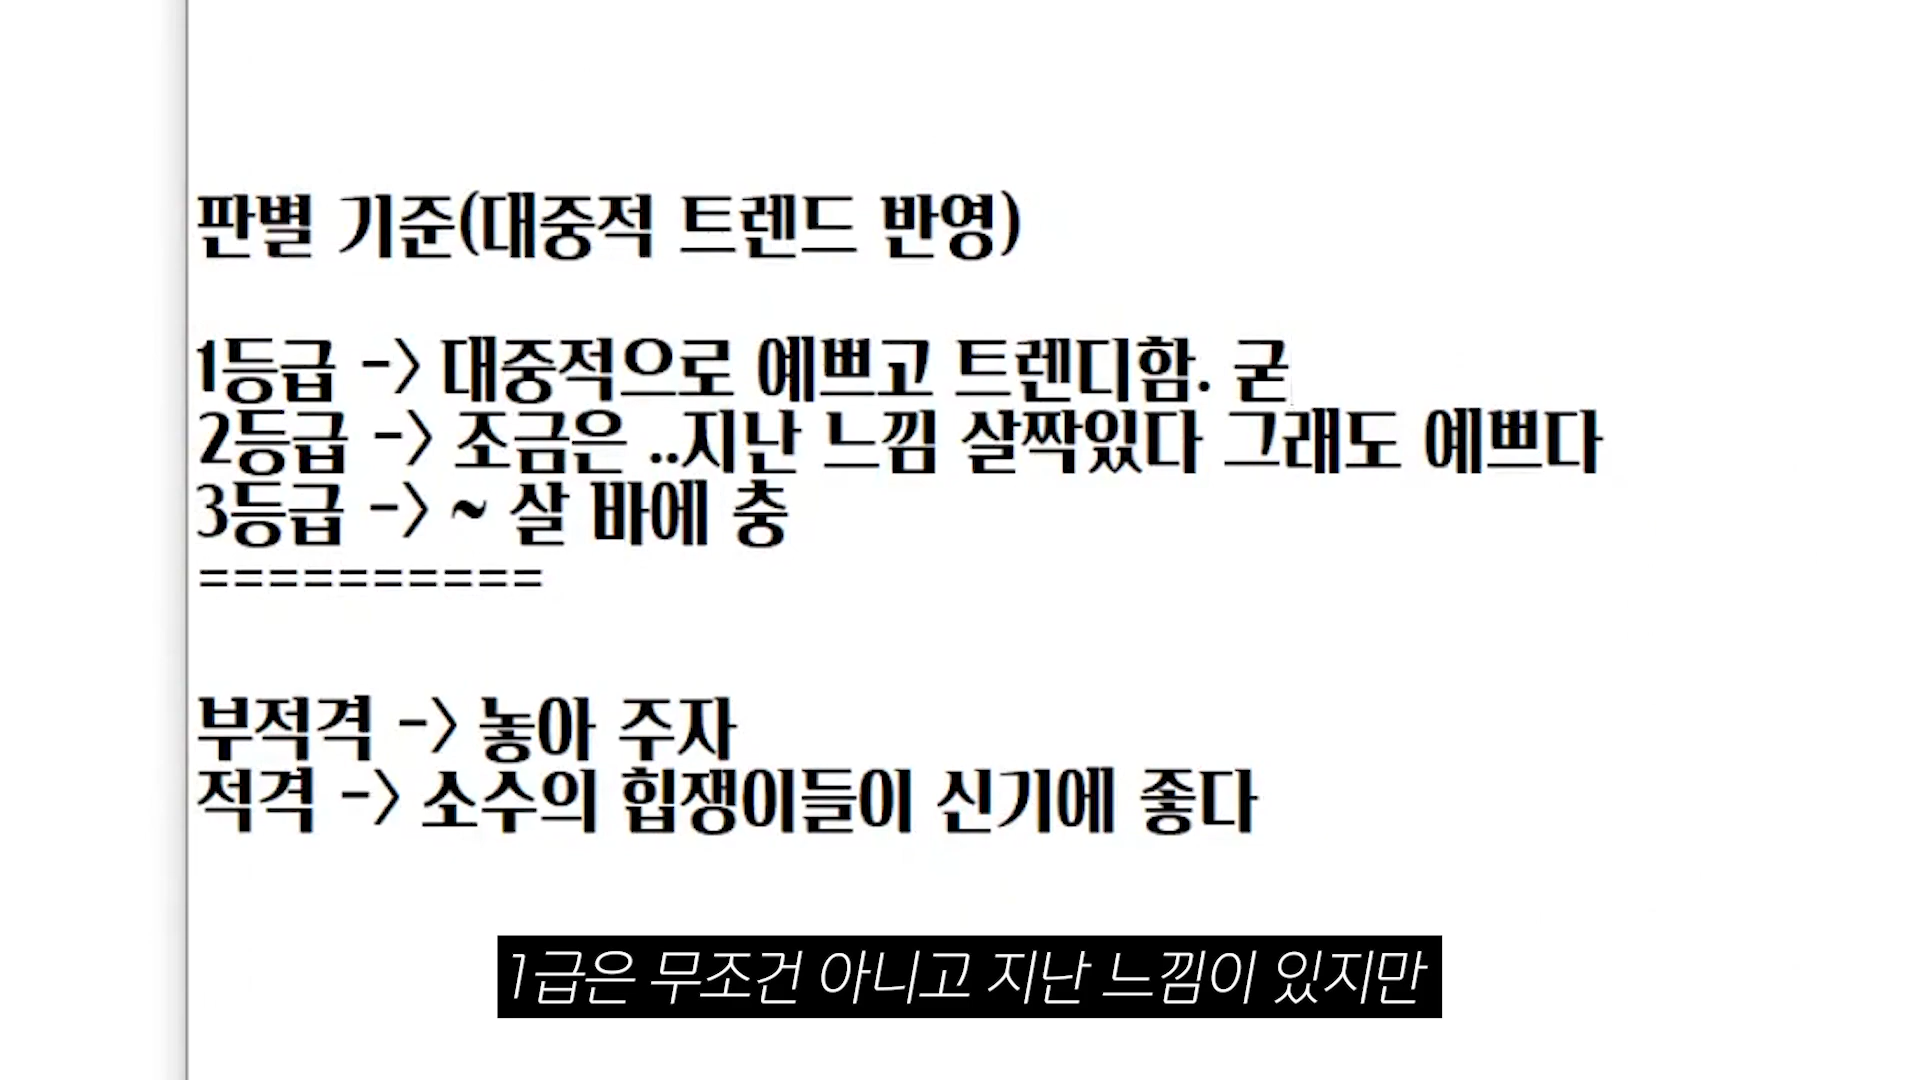 판별 기준(대중적 트렌드 반영)
1등급 -> 대중적으로 예쁘고 트렌디함. 굳
2등급 -> 조금은 ..지난 느낌 살짝있다 그래도 예쁘다
3등급 -> ~ 살 바에 충
==========
부적격 -> 놓아 주자
적격 -> 소수의 힙쟁이들이 신기에 좋다
1급은 무조건 아니고 지난 느낌이 있지만